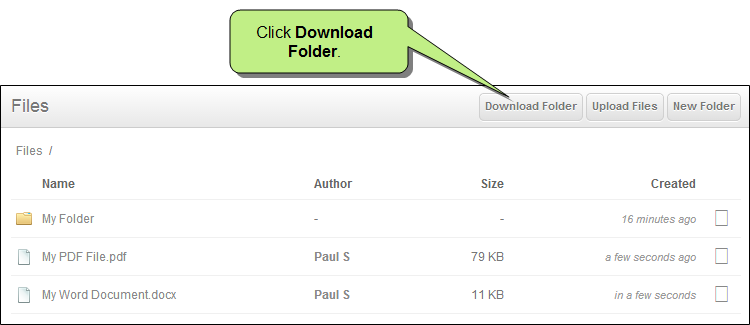 Click Download
Folder.
Files
Download Folder Upload Files New Folder
Files /
Name Author Size Created
My Folder - - 16 minutes ago
My PDF File.pdf Paul S 79 KB a few seconds ago
My Word Document.docx Paul S 11 KB in a few seconds